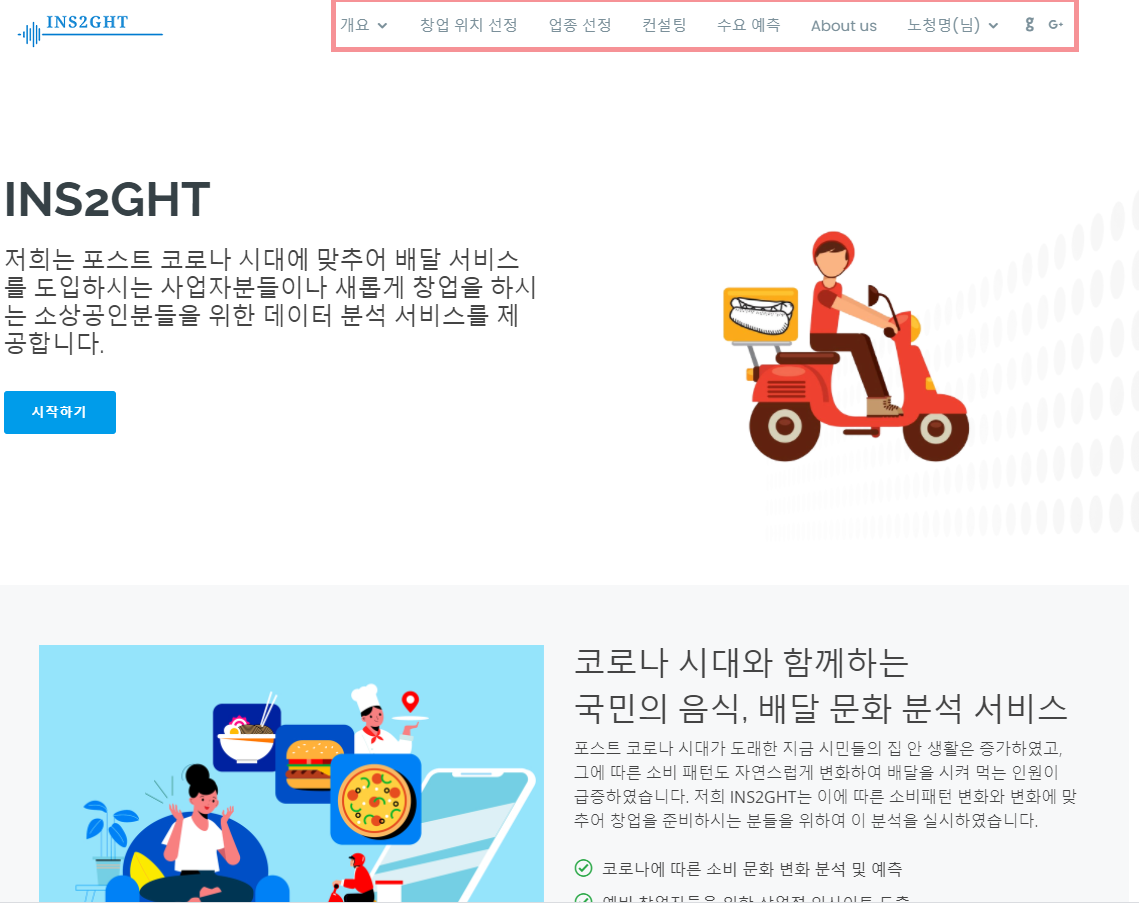 INS2GHT
개요 창업 위치 선정 업종 선정 컨설팅 수요 예측 About us 노청명(님) g G+
INS2GHT
저희는 포스트 코로나 시대에 맞추어 배달 서비스
를 도입하시는 사업자분들이나 새롭게 창업을 하시
는 소상공인분들을 위한 데이터 분석 서비스를 제
공합니다.
시작하기
코로나 시대와 함께하는
국민의 음식, 배달 문화 분석 서비스
포스트 코로나 시대가 도래한 지금 시민들의 집 안 생활은 증가하였고,
그에 따른 소비 패턴도 자연스럽게 변화하여 배달을 시켜 먹는 인원이
급증하였습니다. 저희 INS2GHT는 이에 따른 소비패턴 변화와 변화에 맞
추어 창업을 준비하시는 분들을 위하여 이 분석을 실시하였습니다.
코로나에 따른 소비 문화 변화 분석 및 예측